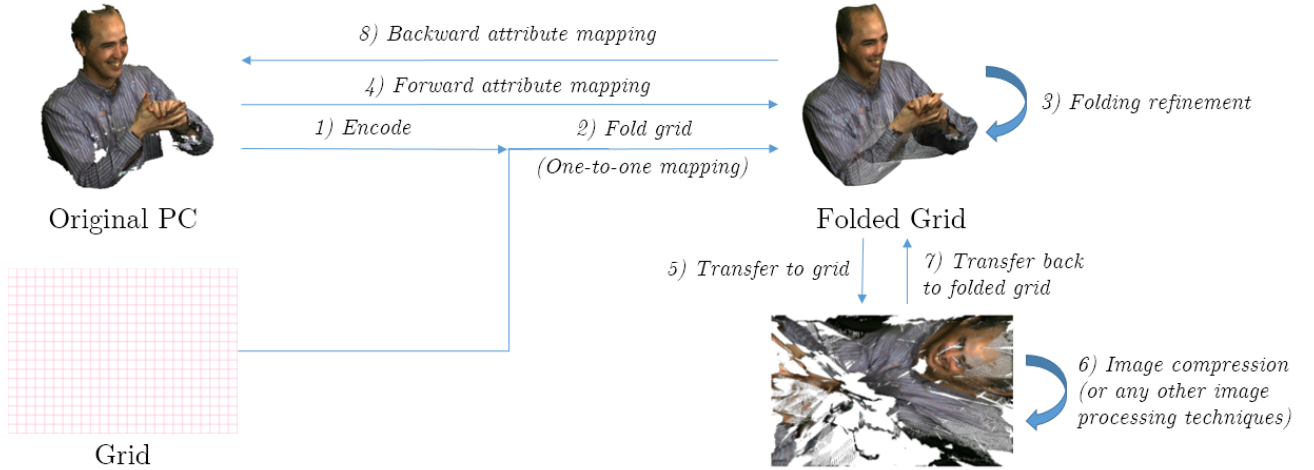 8) Backward attribute mapping
4) Forward attribute mapping
1) Encode
2) Fold grid
(One-to-one mapping)
3) Folding refinement
Original PC
Folded Grid
5) Transfer to grid
7) Transfer back
to folded grid
6) Image compression
(or any other image
processing techniques)
Grid